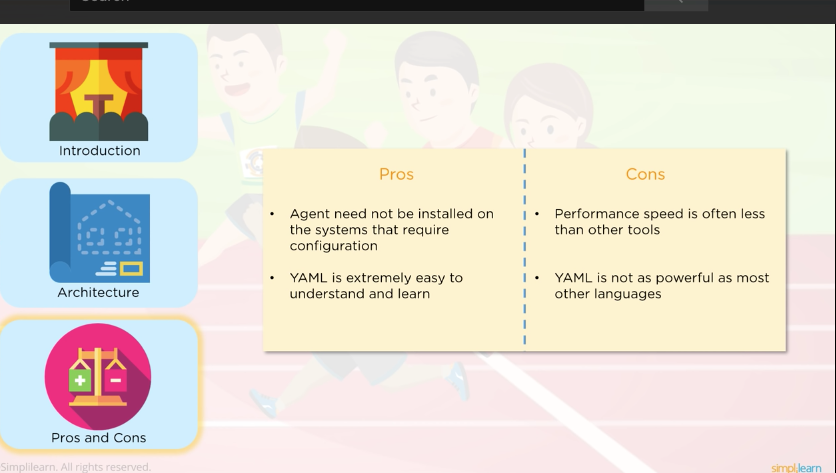 Search
Introduction
Architecture
Pros and Cons
Pros
• Agent need not be installed on
the systems that require
configuration
• YAML is extremely easy to
understand and learn
Cons
• Performance speed is often less
than other tools
• YAML is not as powerful as most
other languages
Simplilearn. All rights reserved.
simplilearn